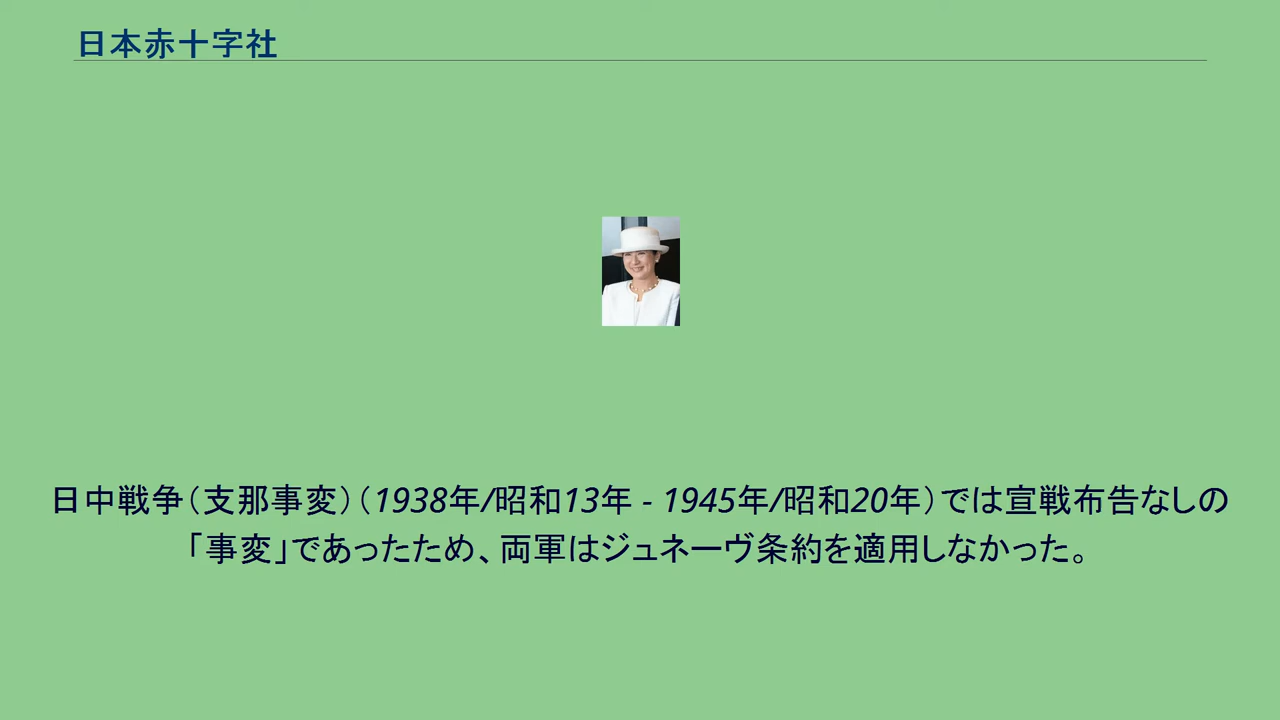 日本赤十字社
日中戦争（支那事変）（1938年/昭和13年 - 1945年/昭和20年）では宣戦布告なしの
「事変」であったため、両軍はジュネーヴ条約を適用しなかった。